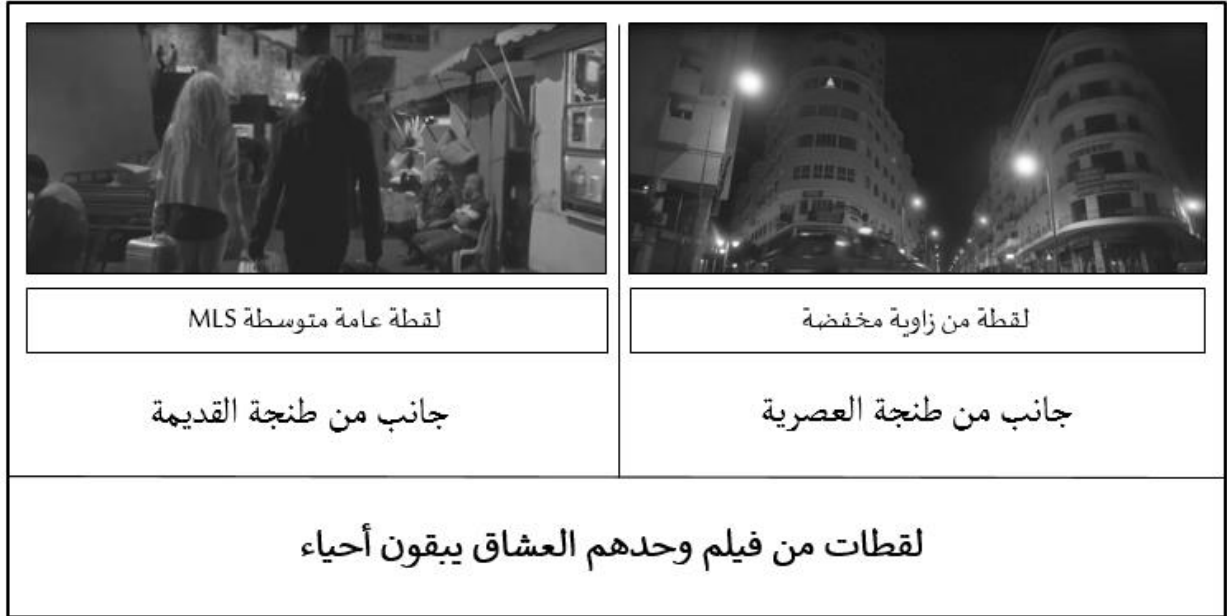 لقطة من زاوية مخفضة
لقطة عامة متوسطة MLS
جانب من طنجة العصرية
جانب من طنجة القديمة
لقطات من فيلم وحدهم العشاق يبقون أحياء